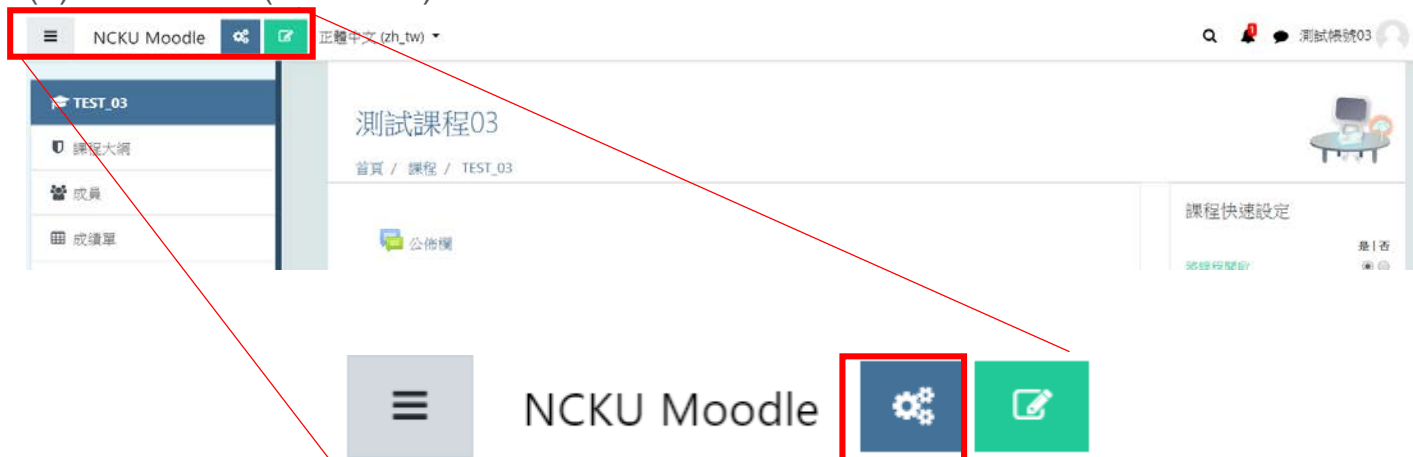 NCKU Moodle 正體中文 (zh_tw) 測試帳號03
TEST_03
課程大綱
成員
成績單
測試課程03
首頁 / 課程 / TEST_03
公佈欄
課程快速設定
是|否
NCKU Moodle